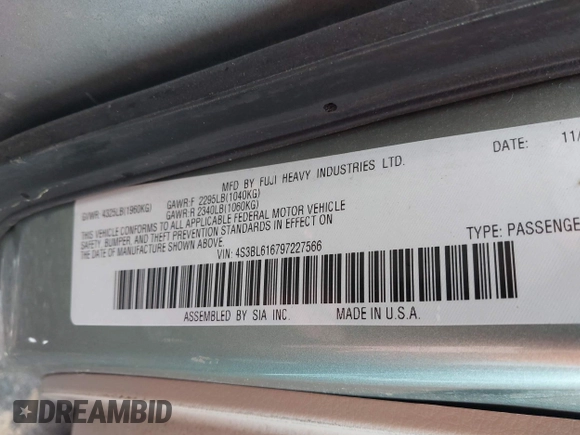 MFD BY FUJI HEAVY INDUSTRIES LTD.
DATE: 11/
GVWR: 4325LB(1960KG)
GAWR:F 2295LB(1040KG)
GAWR:R 2340LB(1060KG)
THIS VEHICLE CONFORMS TO ALL APPLICABLE FEDERAL MOTOR VEHICLE
SAFETY, BUMPER, AND THEFT PREVENTION STANDARDS IN EFFECT ON
THE DATE OF MANUFACTURE SHOWN ABOVE.
VIN: 4S3BL616797227566
TYPE: PASSENGE
ASSEMBLED BY SIA INC.
MADE IN U.S.A.
DREAMBID